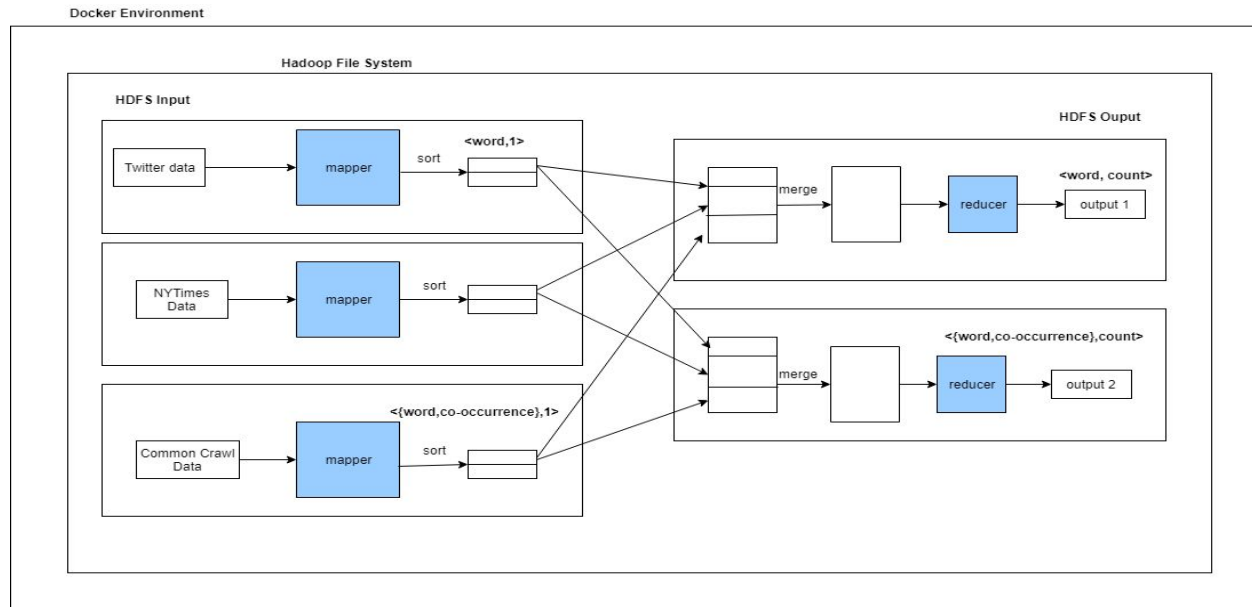 Docker Environment
Hadoop File System
HDFS Input
Twitter data
mapper
sort
<word,1>
NYTimes
Data
mapper
sort
Common Crawl
Data
mapper
sort
<{word,co-occurrence},1>
HDFS Ouput
merge
reducer
<word, count>
output 1
merge
reducer
<{word,co-occurrence},count>
output 2